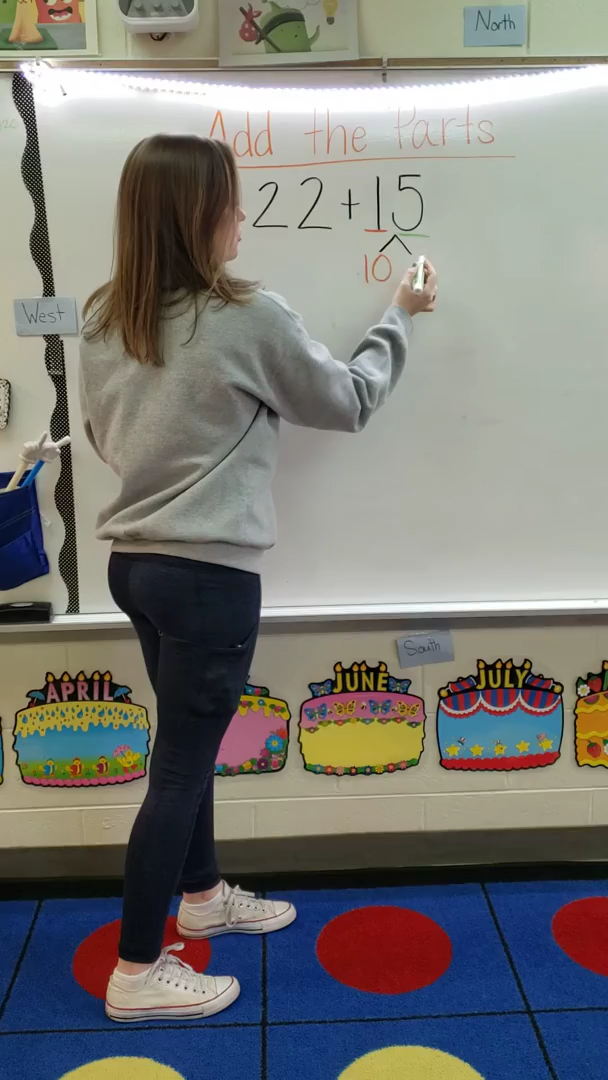 North
Add the Parts
22+15
10
West
South
APRIL
JUNE
JULY